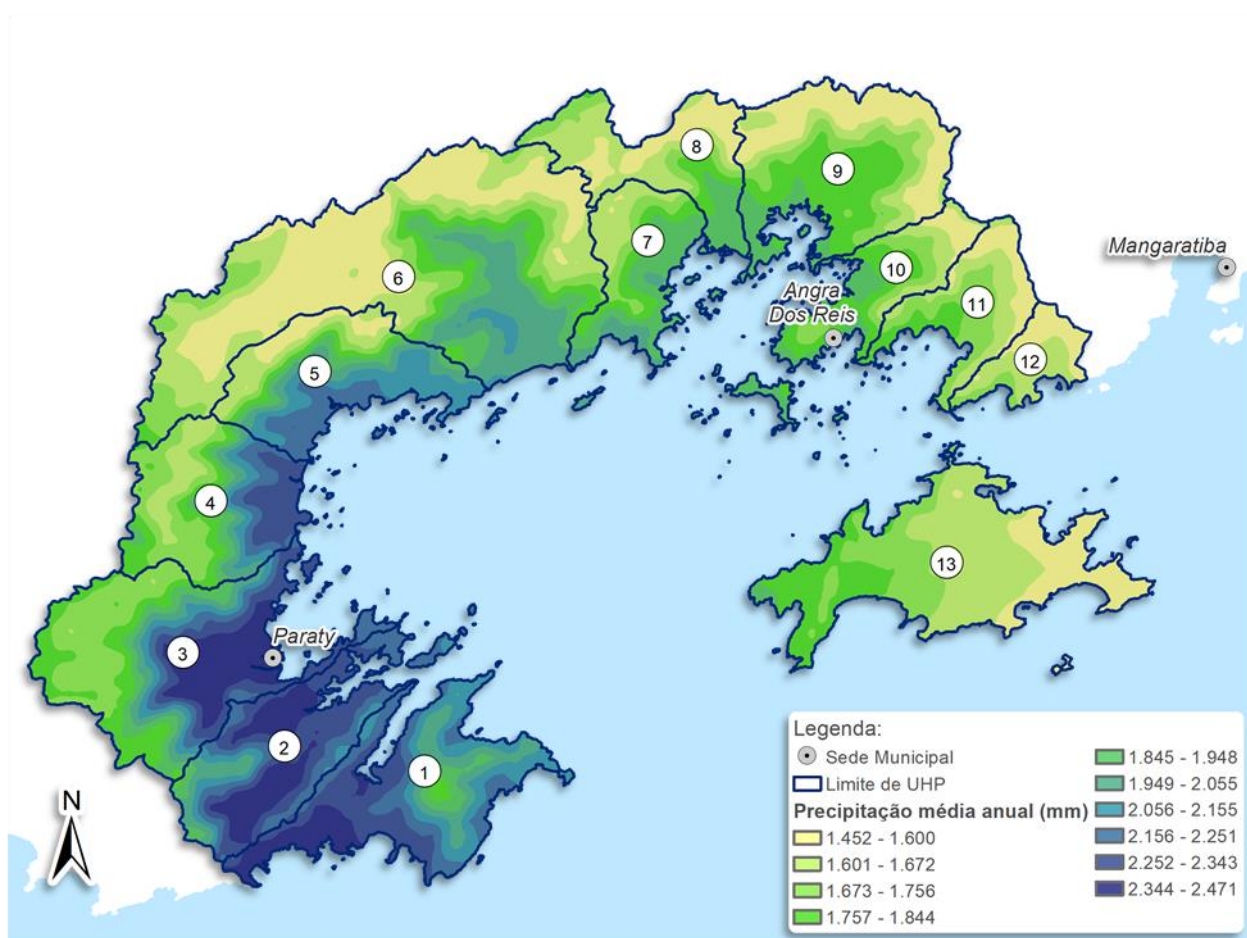 8
9
7
Mangaratiba
10
6
Angra
Dos Reis
11
12
5
4
13
3
Paraty
2
1
N
Legenda:
Sede Municipal
Limite de UHP
Precipitação média anual (mm)
1.452 - 1.600
1.601 - 1.672
1.673 - 1.756
1.757 - 1.844
1.845 - 1.948
1.949 - 2.055
2.056 - 2.155
2.156 - 2.251
2.252 - 2.343
2.344 - 2.471